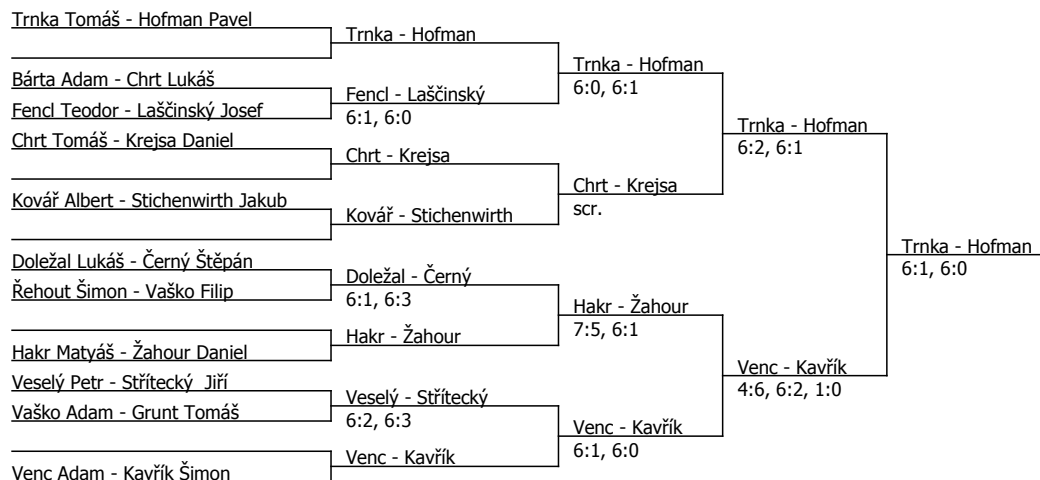 Trnka Tomáš - Hofman Pavel
Bárta Adam - Chrt Lukáš
Fencl Teodor - Laščinský Josef
Chrt Tomáš - Krejsa Daniel
Kovář Albert - Stichenwirth Jakub
Doležal Lukáš - Černý Štěpán
Řehout Šimon - Vaško Filip
Hakr Matyáš - Žahour Daniel
Veselý Petr - Střítecký Jiří
Vaško Adam - Grunt Tomáš
Venc Adam - Kavřík Šimon
Trnka - Hofman
Fencl - Laščinský
6:1, 6:0
Chrt - Krejsa
Kovář - Stichenwirth
Doležal - Černý
6:1, 6:3
Hakr - Žahour
Veselý - Střítecký
6:2, 6:3
Venc - Kavřík
Trnka - Hofman
6:0, 6:1
Chrt - Krejsa
scr.
Hakr - Žahour
7:5, 6:1
Venc - Kavřík
6:1, 6:0
Trnka - Hofman
6:2, 6:1
Venc - Kavřík
4:6, 6:2, 1:0
Trnka - Hofman
6:1, 6:0